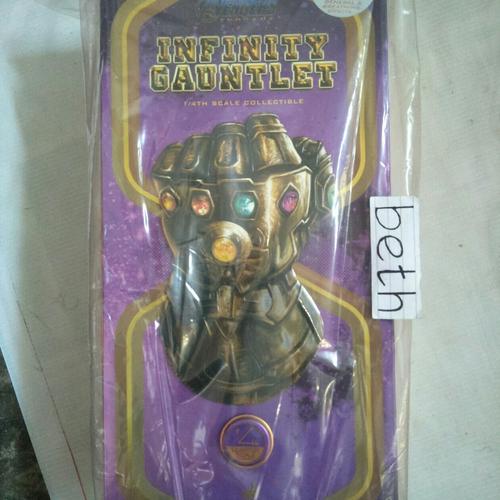 INFINITY
GAUNTLET
1/4TH SCALE COLLECTIBLE
beth